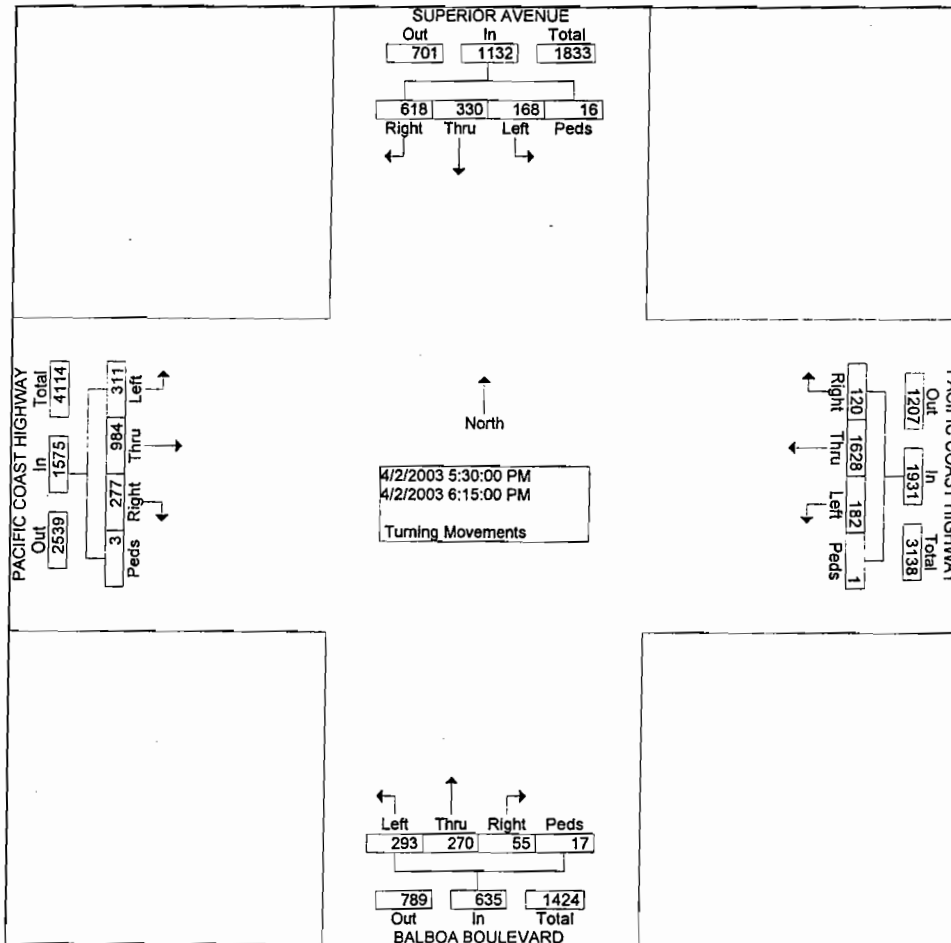 SUPERIOR AVENUE
Out In Total
701 1132 1833
618 330 168 16
Right Thru Left Peds
PACIFIC COAST HIGHWAY
Total In Out
4114 1575 2539
311 984 277 3
Left Thru Right Peds
North
4/2/2003 5:30:00 PM
4/2/2003 6:15:00 PM
Turning Movements
Right Thru Left Peds
120 1628 182 1
Out In Total
1207 1931 3138
PACIFIC COAST HIGHWAY
Left Thru Right Peds
293 270 55 17
789 635 1424
Out In Total
BALBOA BOULEVARD